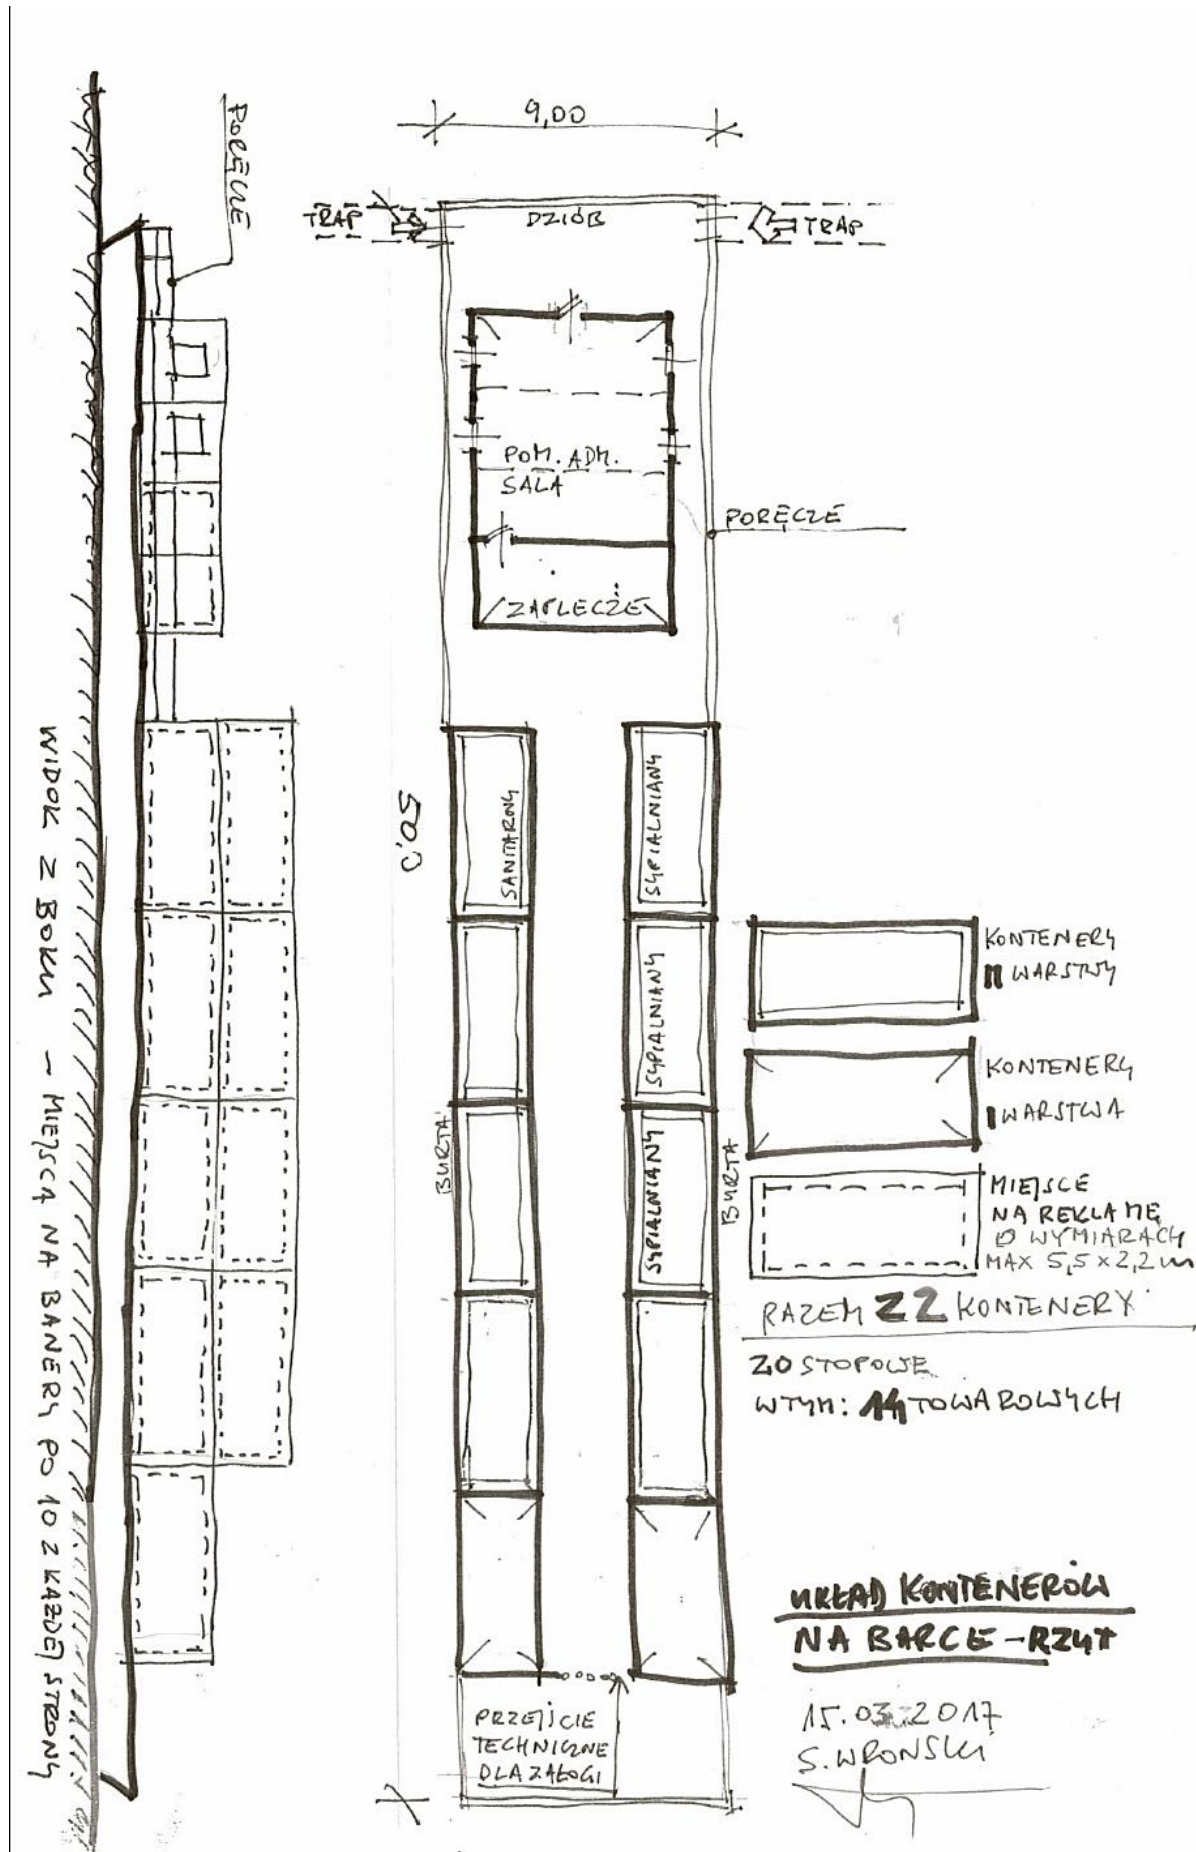 9,00
PORĘCZE
TRAP
DZIÓB
TRAP
POM. ADM.
SALA
PORĘCZE
ZAPLECZE
50,0
SANITARNY
SYPIALNIANY
SYPIALNIANY
SYPIALNIANY
BURTA
BURTA
KONTENERY
II WARSTWY
KONTENERY
I WARSTWA
MIEJSCE
NA REKLAMĘ
O WYMIARACH
MAX 5,5 x 2,2 m
RAZEM 22 KONTENERY
20 STOPOWE
W TYM: 14 TOWAROWYCH
WIDOK Z BOKU – MIEJSCA NA BANERY PO 10 Z KAŻDEJ STRONY
PRZEJŚCIE
TECHNICZNE
DLA ZAŁOGI
UKŁAD KONTENERÓW
NA BARCE – RZUT
15.03.2017
S. WRONSKI